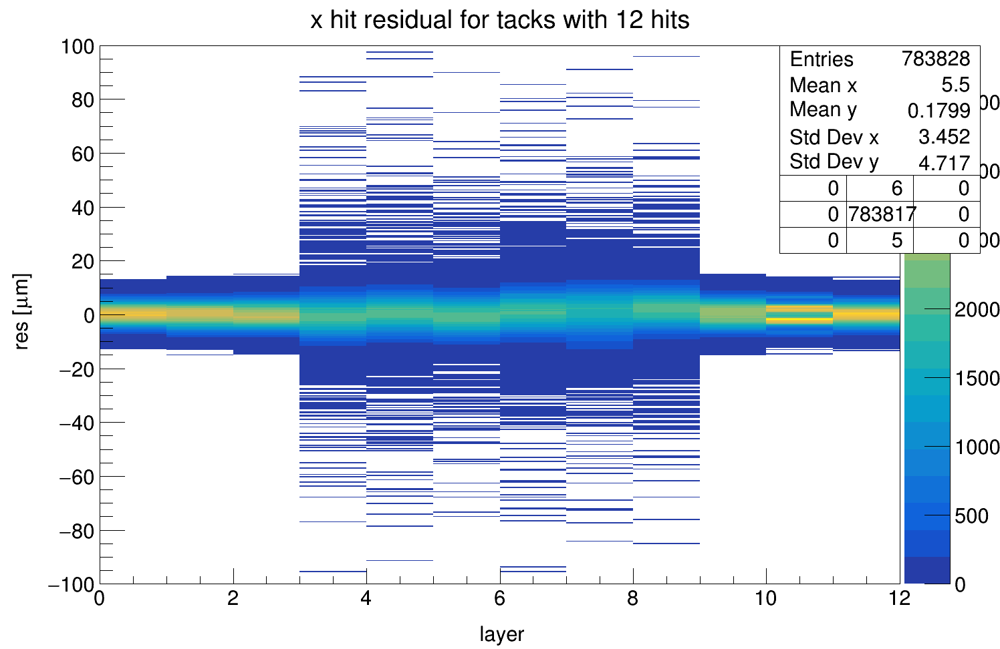 x hit residual for tacks with 12 hits
Entries 783828
Mean x 5.5
Mean y 0.1799
Std Dev x 3.452
Std Dev y 4.717
0 6 0
0 783817 0
0 5 0
100
80
60
40
20
0
−20
−40
−60
−80
−100
res [μm]
0 2 4 6 8 10 12
layer
00
00
00
2000
1500
1000
500
0